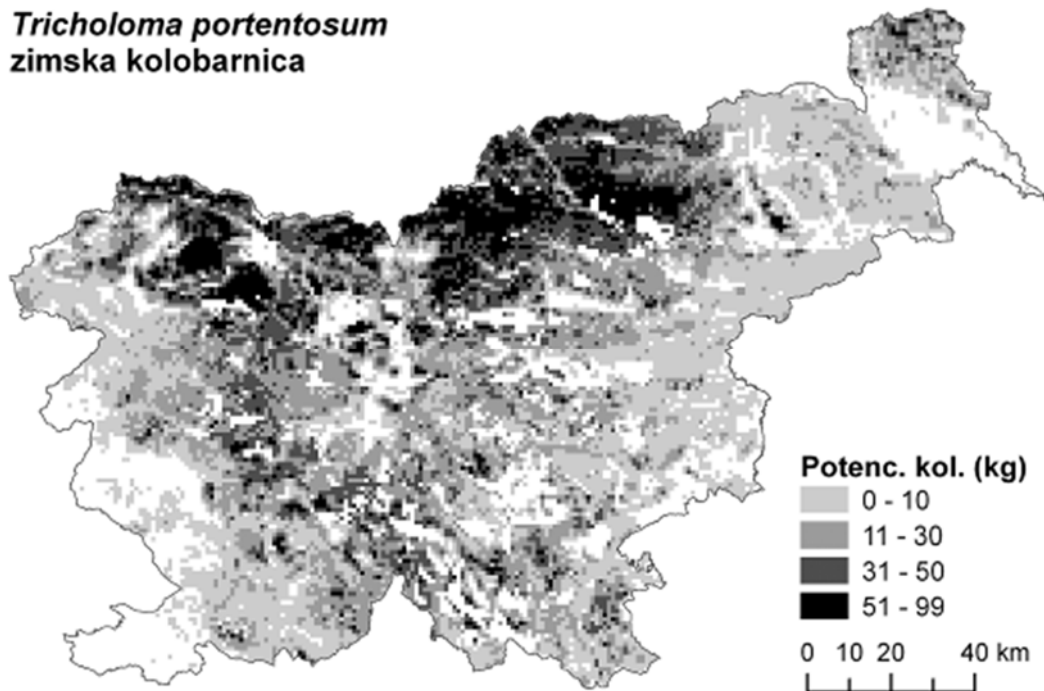 Tricholoma portentosum
zimska kolobarnica
Potenc. kol. (kg)
0 - 10
11 - 30
31 - 50
51 - 99
0 10 20 40 km